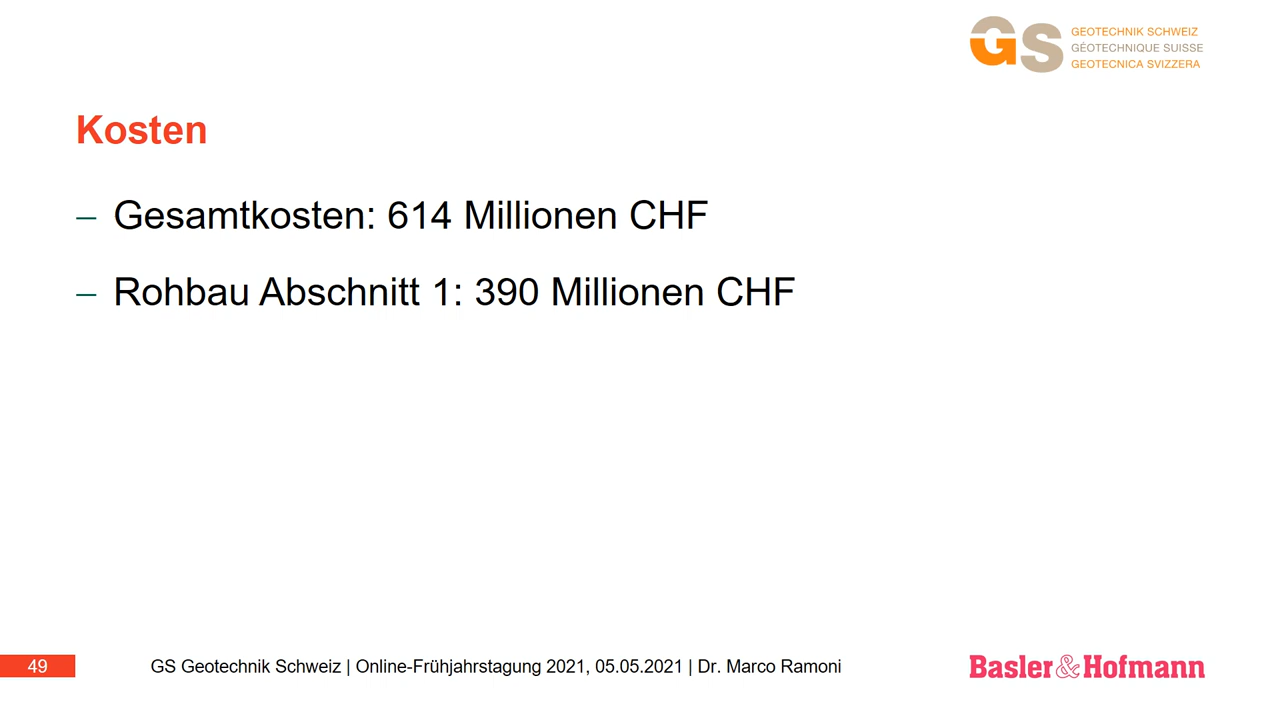 GS
GEOTECHNIK SCHWEIZ
GÉOTECHNIQUE SUISSE
GEOTECNICA SVIZZERA
Kosten
– Gesamtkosten: 614 Millionen CHF
– Rohbau Abschnitt 1: 390 Millionen CHF
49
GS Geotechnik Schweiz | Online-Frühjahrstagung 2021, 05.05.2021 | Dr. Marco Ramoni
Basler & Hofmann